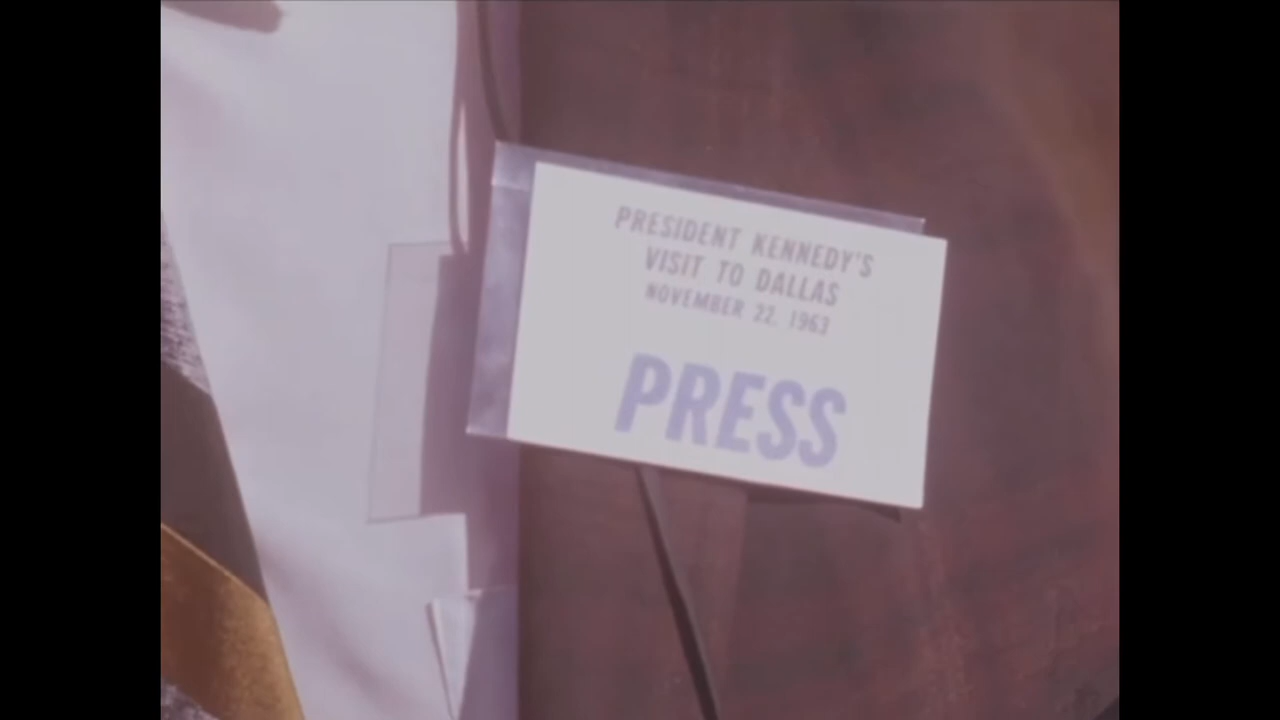 PRESIDENT KENNEDY'S
VISIT TO DALLAS
NOVEMBER 22, 1963
PRESS